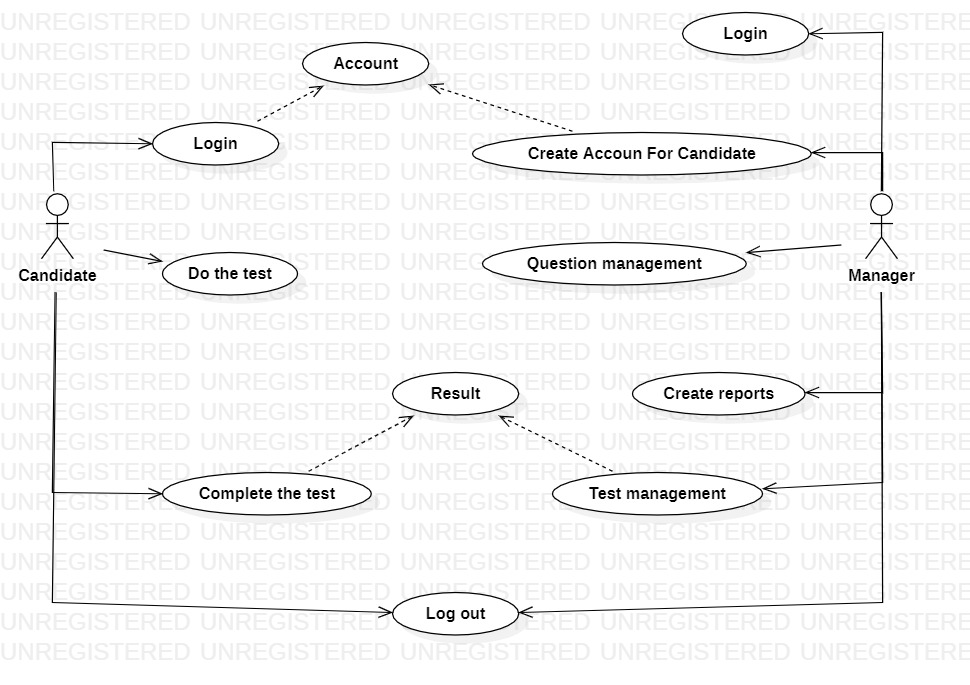 UNREGISTERED
Login
Account
Login
Create Accoun For Candidate
Question management
Candidate
Do the test
Manager
Result
Create reports
Complete the test
Test management
Log out